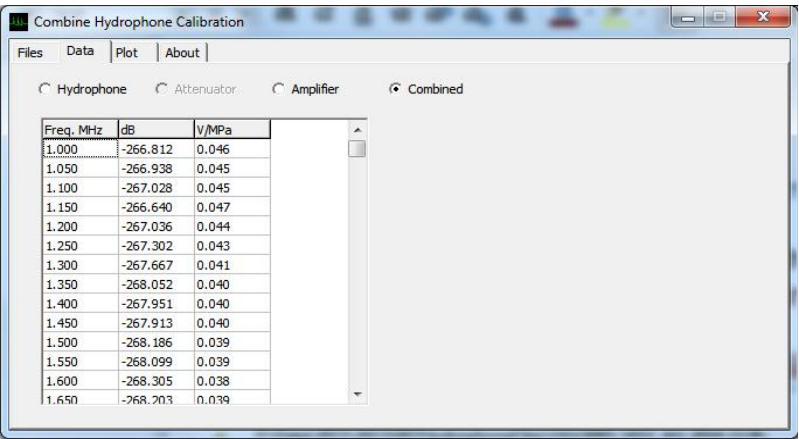 Combine Hydrophone Calibration
Files Data Plot About
Hydrophone Attenuator Amplifier Combined
Freq. MHz dB V/MPa
1.000 -266.812 0.046
1.050 -266.938 0.045
1.100 -267.028 0.045
1.150 -266.640 0.047
1.200 -267.036 0.044
1.250 -267.302 0.043
1.300 -267.667 0.041
1.350 -268.052 0.040
1.400 -267.951 0.040
1.450 -267.913 0.040
1.500 -268.186 0.039
1.550 -268.099 0.039
1.600 -268.305 0.038
1.650 -268.203 0.039